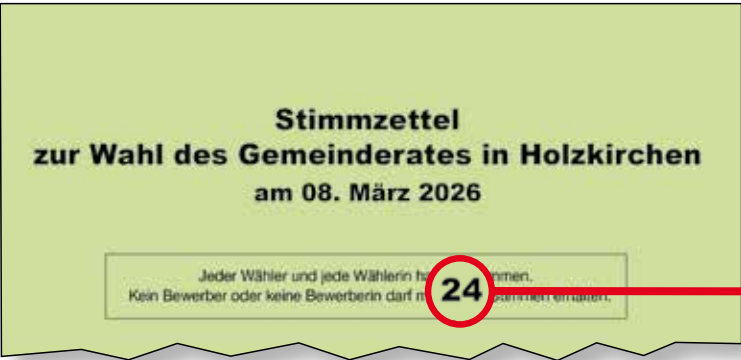 Stimmzettel
zur Wahl des Gemeinderates in Holzkirchen
am 08. März 2026
Jeder Wähler und jede Wählerin
24
Kein Bewerber oder keine Bewerberin darf erhalten.